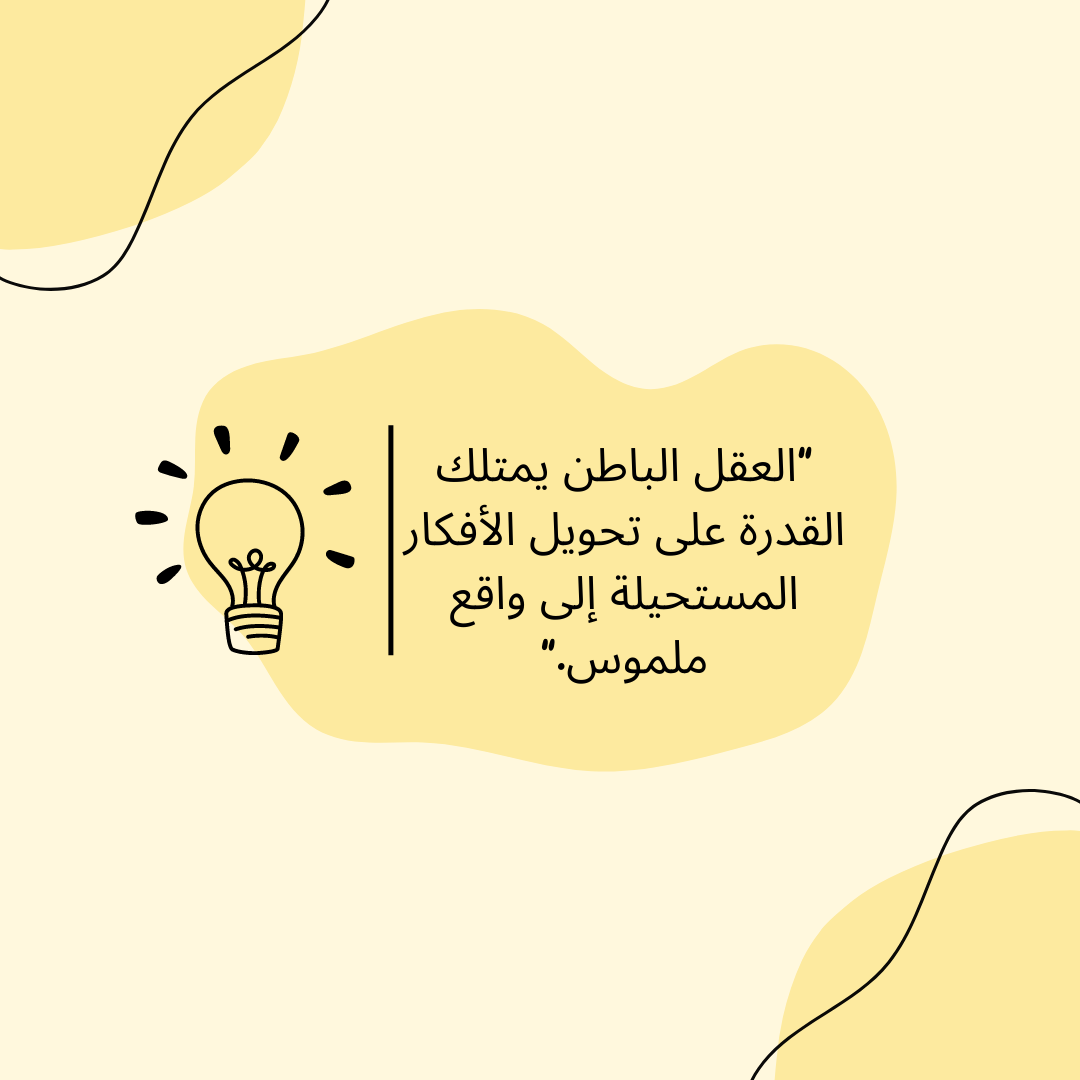 "العقل الباطن يمتلك
القدرة على تحويل الأفكار
المستحيلة إلى واقع
ملموس."